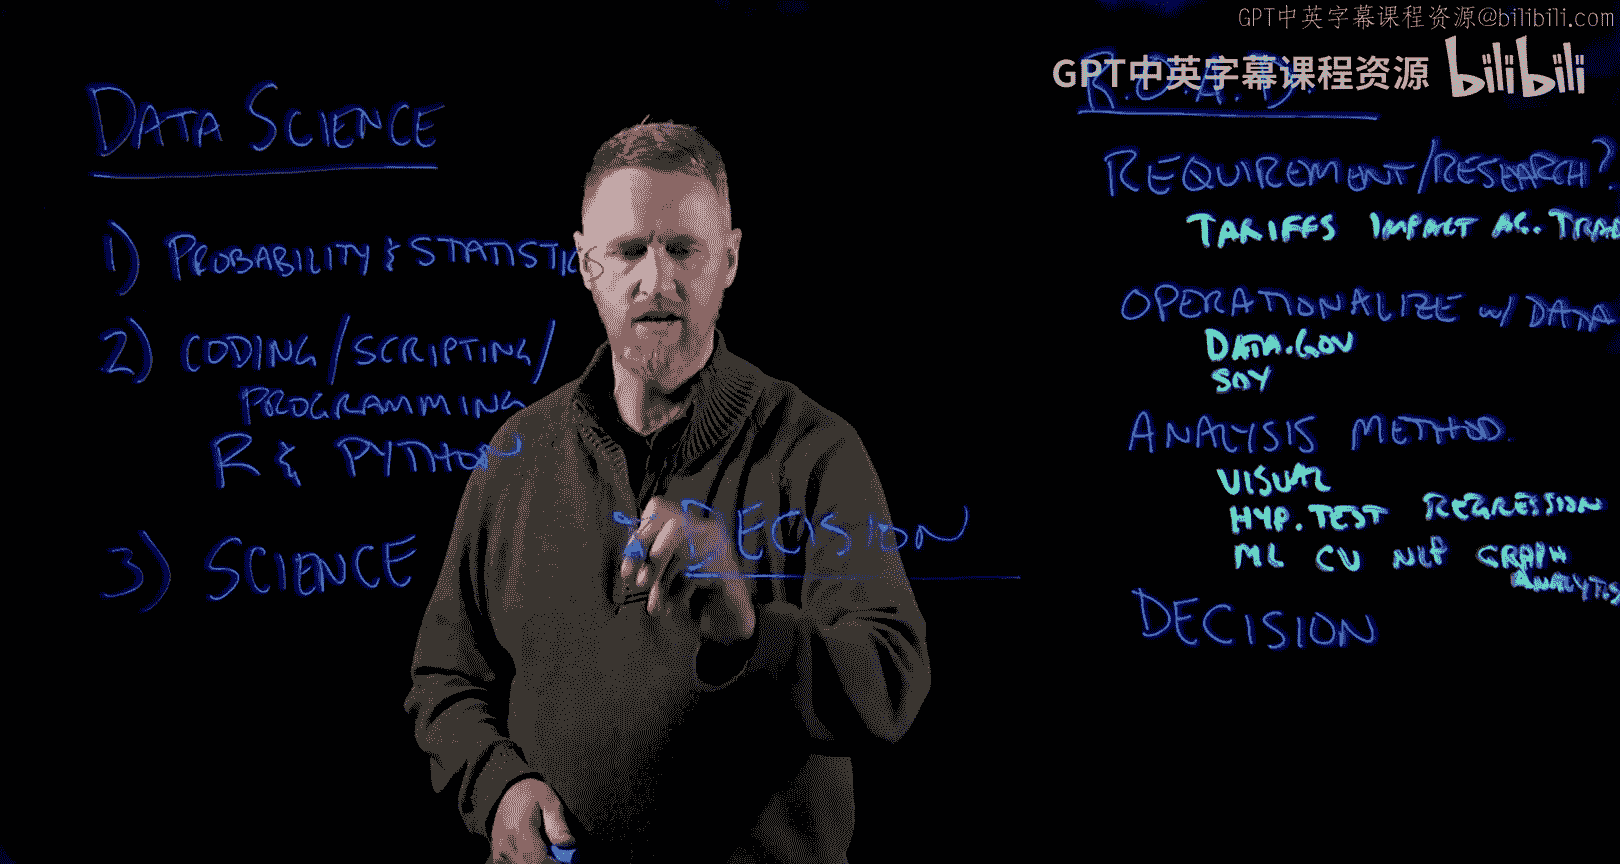 GPT中英字幕课程资源@bilibili.com
GPT中英字幕课程资源 bilibili
DATA SCIENCE
1) PROBABILITY & STATISTICS
2) CODING/SCRIPTING/
PROGRAMMING
R & PYTHON
3) SCIENCE
→ DECISION
R.O.A.D.
REQUIREMENT/RESEARCH?
TARIFFS IMPACT AG. TRAD
OPERATIONALIZE w/ DATA
DATA.GOV
SOY
ANALYSIS METHOD.
VISUAL
HYP. TEST REGRESSION
ML CV NLP GRAPH
ANALYTICS
DECISION